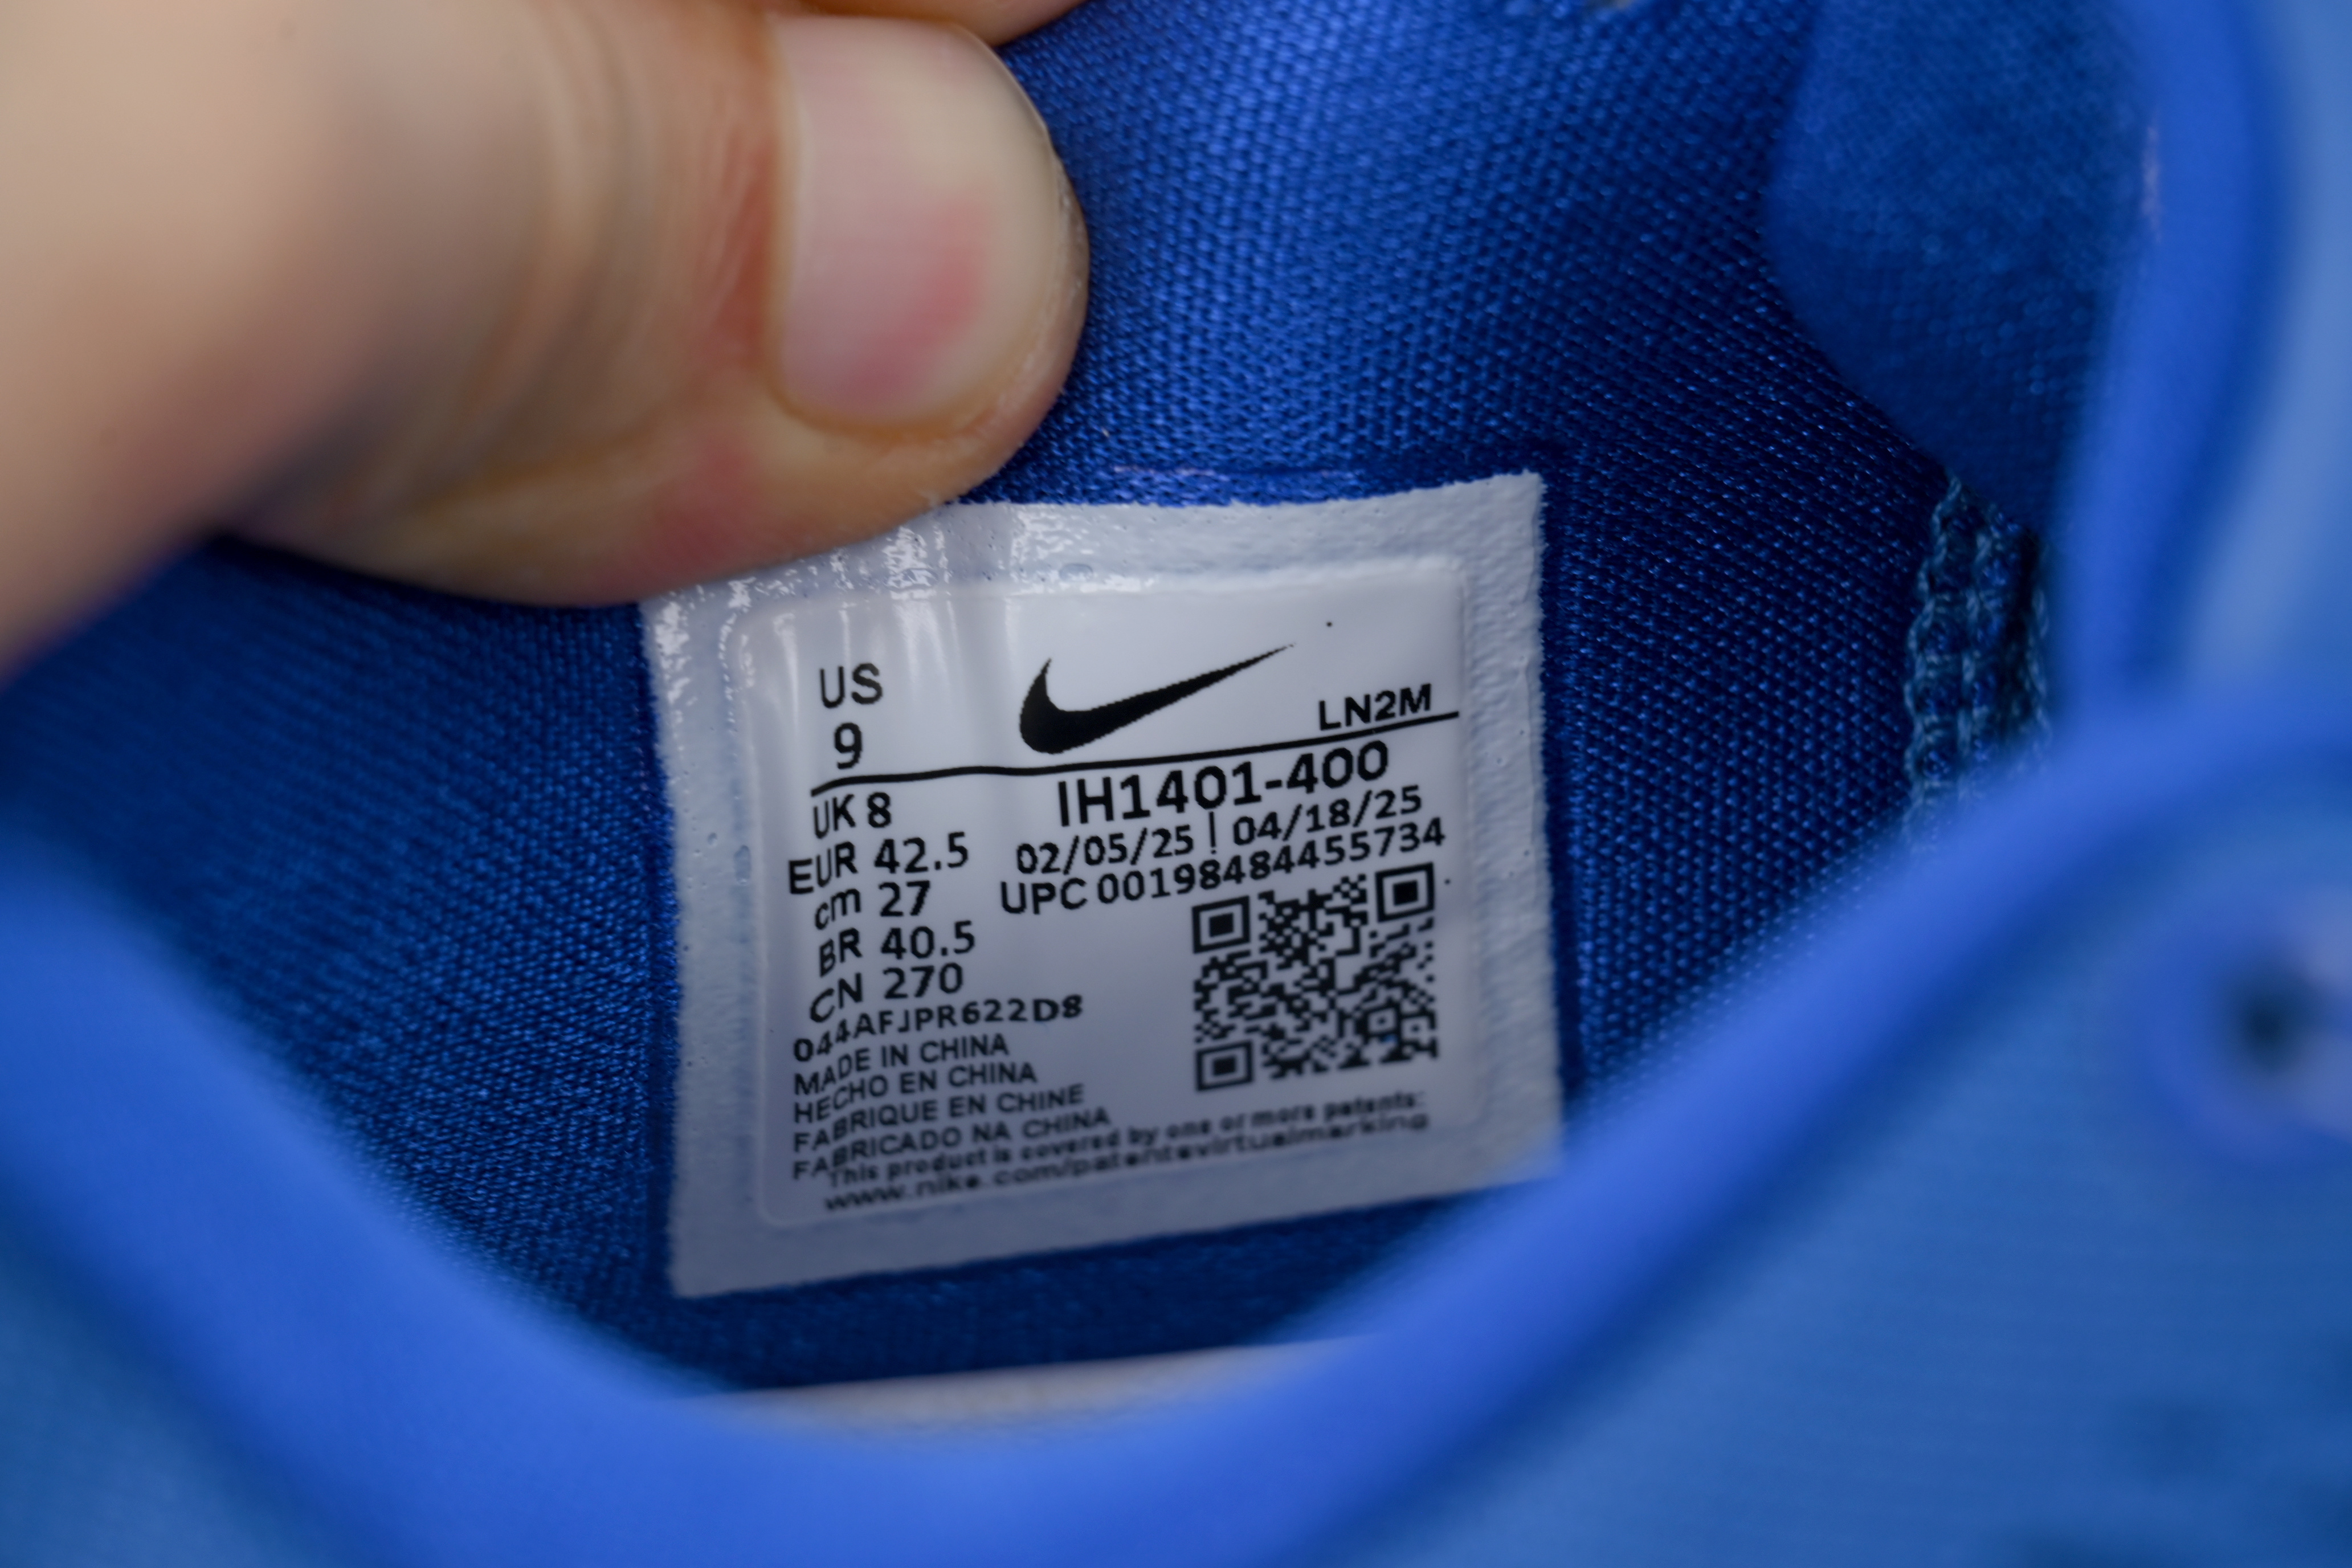 US
9
LN2M
UK 8
IH1401-400
EUR 42.5
02/05/25 | 04/18/25
cm 27
UPC 00198484455734
BR 40.5
CN 270
044AFJPR622D8
MADE IN CHINA
HECHO EN CHINA
FABRIQUE EN CHINE
FABRICADO NA CHINA
This product is covered by one or more patents:
www.nike.com/patentsvirtualmarking